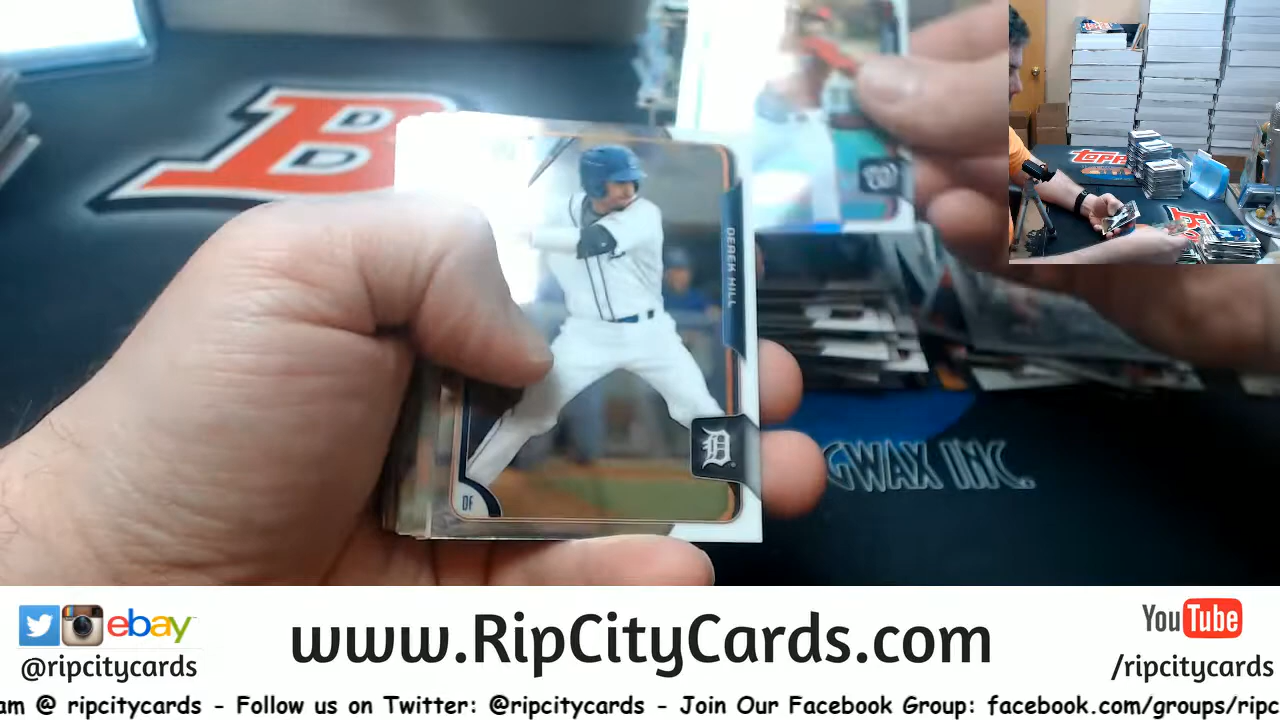 B
D
D
DEREK HILL
D
OF
W
GWAX INC.
topps
B
ebay
@ripcitycards
www.RipCityCards.com
YouTube
/ripcitycards
am @ ripcitycards - Follow us on Twitter: @ripcitycards - Join Our Facebook Group: facebook.com/groups/ripc